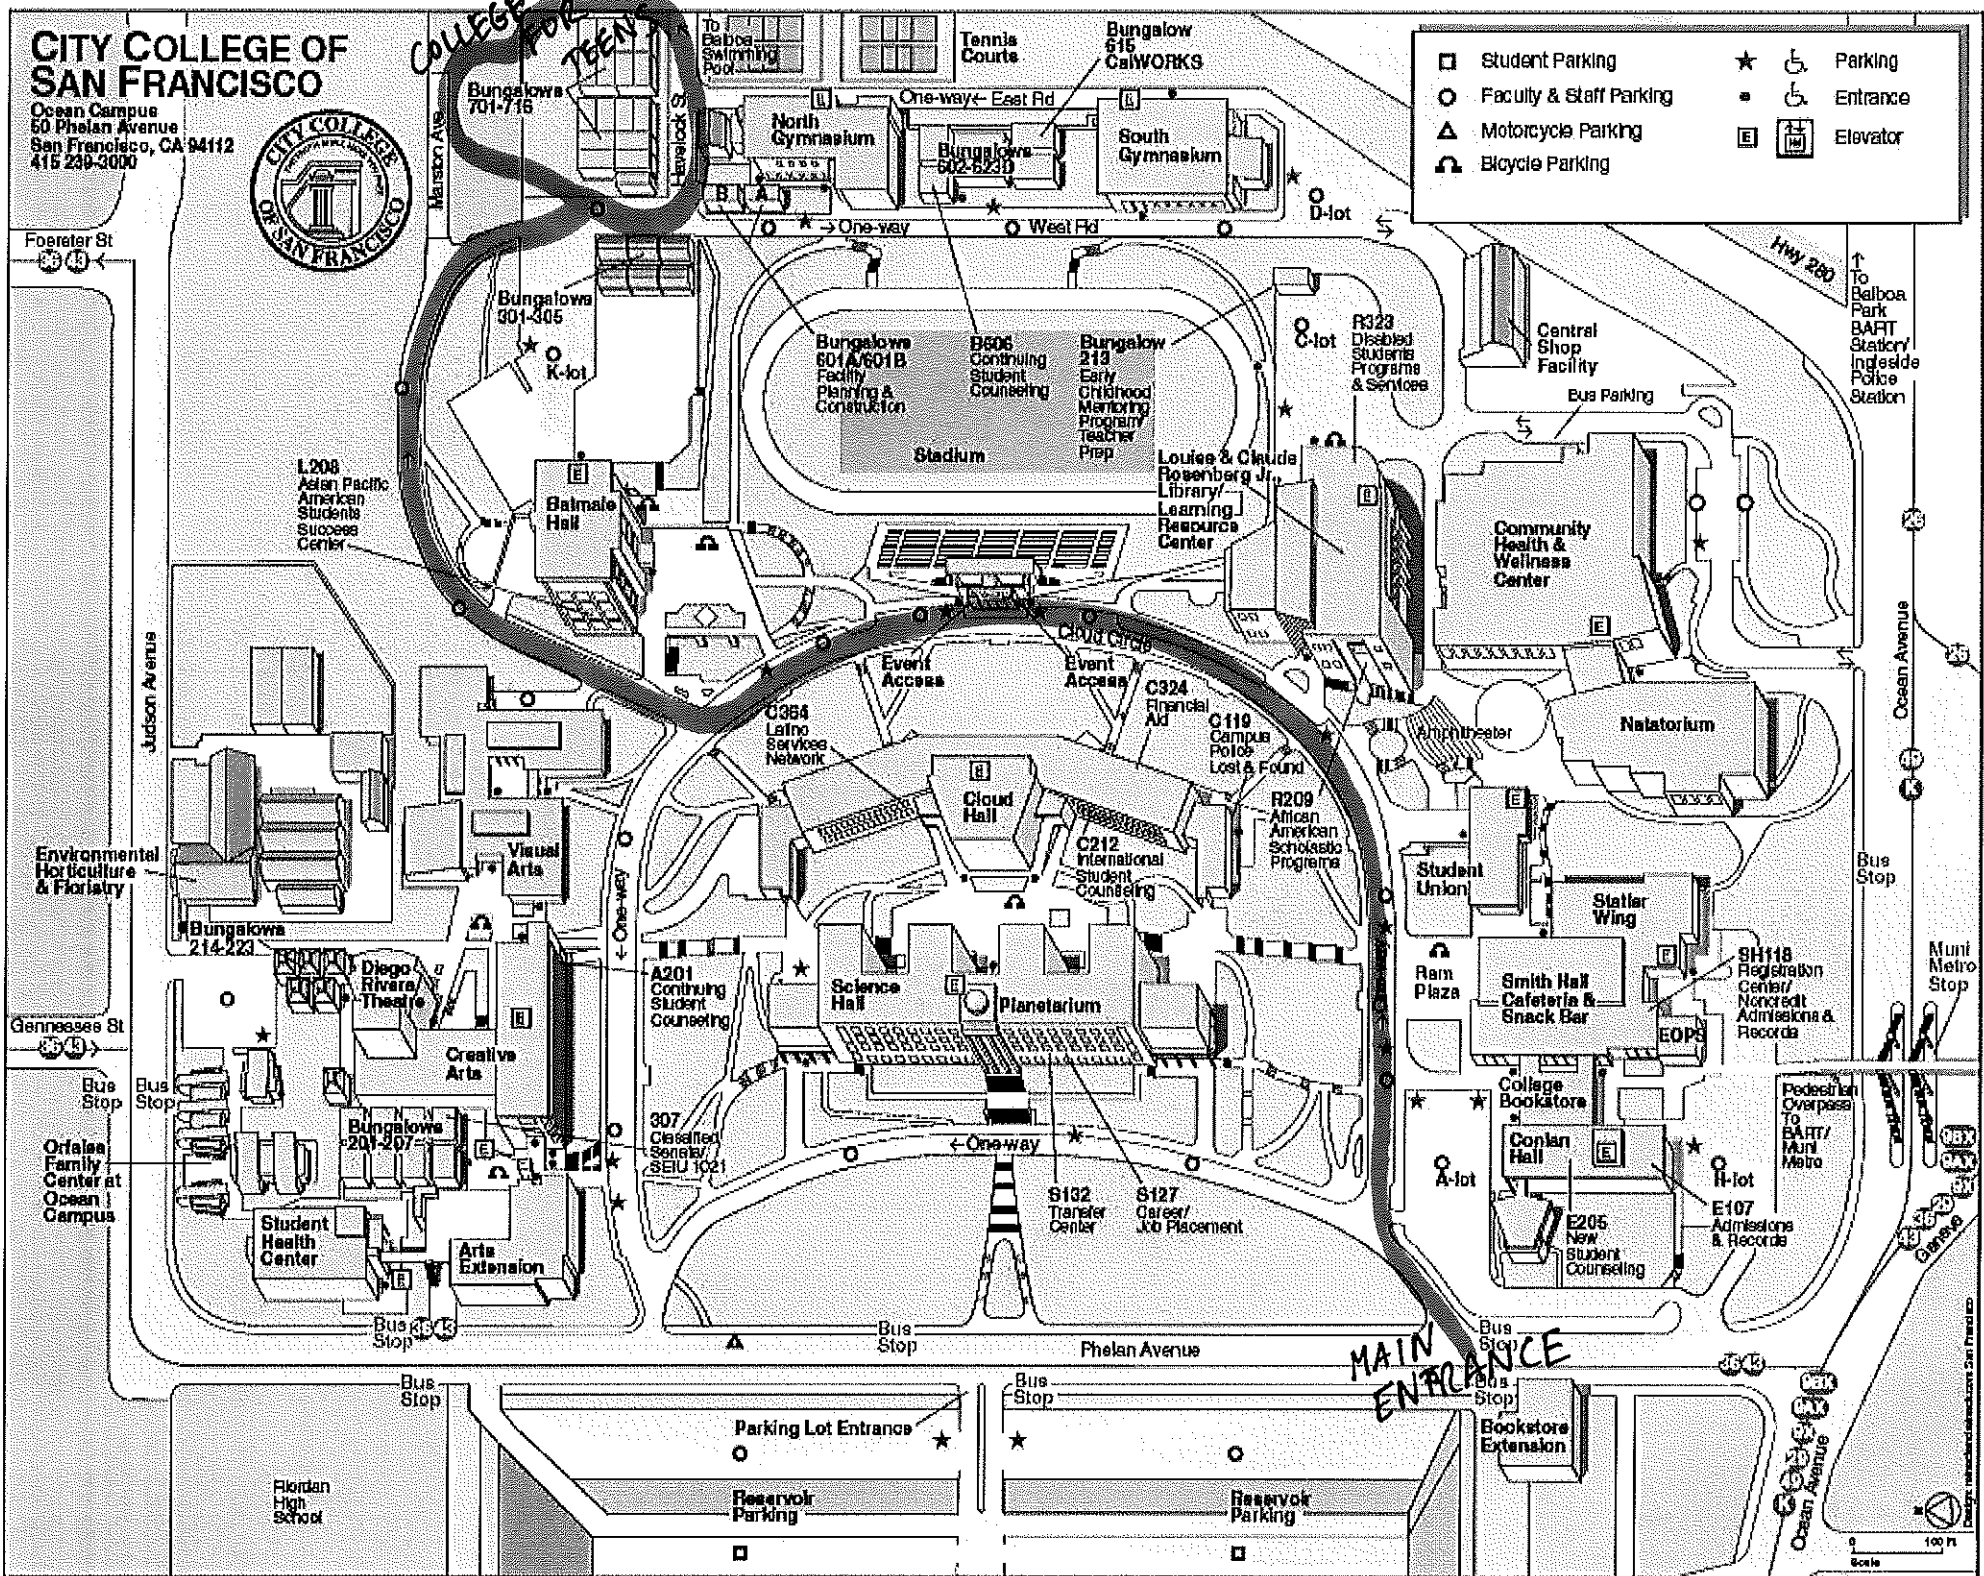 CITY COLLEGE OF
SAN FRANCISCO
Ocean Campus
50 Phelan Avenue
San Francisco, CA 94112
415 239-3000
CITY COLLEGE
OF SAN FRANCISCO
COLLEGE
FOR
TEENS
Bungalows
701-716
Marston Ave
Havelock St
To
Balboa
Swimming
Pool
Tennis
Courts
Bungalow
615
CalWORKS
One-way← East Rd
North
Gymnasium
Bungalows
602-623D
South
Gymnasium
B
A
→One-way
West Rd
D-lot
Student Parking
Faculty & Staff Parking
Motorcycle Parking
Bicycle Parking
Parking
Entrance
E
Elevator
Hwy 280
↑
To
Balboa
Park
BART
Station/
Ingleside
Police
Station
Foerster St
Bungalows
301-305
K-lot
Bungalows
601A/601B
Facility
Planning &
Construction
B606
Continuing
Student
Counseling
Bungalow
213
Early
Childhood
Mentoring
Program/
Teacher
Prep
C-lot
R323
Disabled
Students
Programs
& Services
Central
Shop
Facility
Bus Parking
Stadium
L208
Asian Pacific
American
Students
Success
Center
Batmale
Hall
Louise & Claude
Rosenberg Jr.,
Library/
Learning
Resource
Center
Community
Health &
Wellness
Center
Judson Avenue
Ocean Avenue
Cloud Circle
Event
Access
Event
Access
C364
Latino
Services
Network
C324
Financial
Aid
C119
Campus
Police
Lost & Found
Amphitheater
Natatorium
Cloud
Hall
R209
African
American
Scholastic
Programs
C212
International
Student
Counseling
Environmental
Horticulture
& Floristry
Visual
Arts
←One-way
Student
Union
Statler
Wing
Bus
Stop
Bungalows
214-223
Diego
Rivera
Theatre
A201
Continuing
Student
Counseling
Science
Hall
Planetarium
Ram
Plaza
Smith Hall
Cafeteria &
Snack Bar
SH118
Registration
Center/
Noncredit
Admissions &
Records
EOPS
Muni
Metro
Stop
Gennessee St
Creative
Arts
Bus
Stop
Bus
Stop
Bungalows
201-207
307
Classified
Senate/
SEIU 1021
←One-way
College
Bookstore
Pedestrian
Overpass
To
BART/
Muni
Metro
Orfalea
Family
Center at
Ocean
Campus
Conlan
Hall
A-lot
H-lot
S132
Transfer
Center
S127
Career/
Job Placement
E205
New
Student
Counseling
E107
Admissions
& Records
Geneva
Student
Health
Center
Arts
Extension
Bus
Stop
Bus
Stop
Phelan Avenue
Bus
Stop
MAIN
ENTRANCE
Bus
Stop
Bus
Stop
Bus
Stop
Parking Lot Entrance
Bookstore
Extension
Riordan
High
School
Reservoir
Parking
Reservoir
Parking
Ocean Avenue
0 100 Ft
Scale